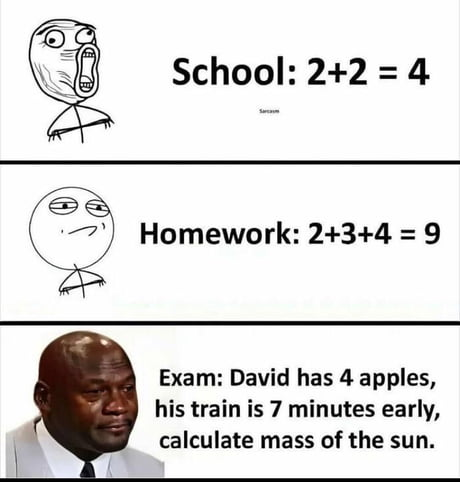 School: 2+2 = 4
Sarcasm
Homework: 2+3+4 = 9
Exam: David has 4 apples,
his train is 7 minutes early,
calculate mass of the sun.